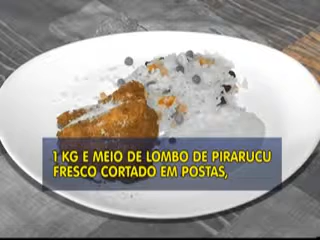 1 KG E MEIO DE LOMBO DE PIRARUCU
FRESCO CORTADO EM POSTAS,